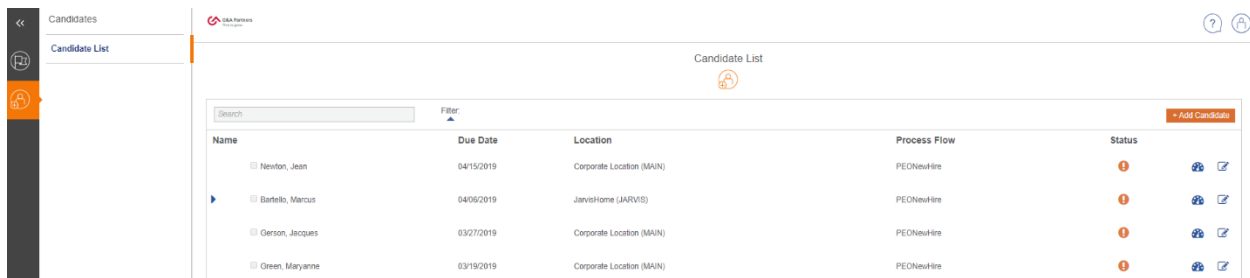 Candidates
Candidate List
G&A Partners
?
Candidate List
Search
Filter:
+ Add Candidate
Name Due Date Location Process Flow Status
Newton, Jean 04/15/2019 Corporate Location (MAIN) PEONewHire
Bartello, Marcus 04/06/2019 JarvisHome (JARVIS) PEONewHire
Gerson, Jacques 03/27/2019 Corporate Location (MAIN) PEONewHire
Green, Maryanne 03/19/2019 Corporate Location (MAIN) PEONewHire